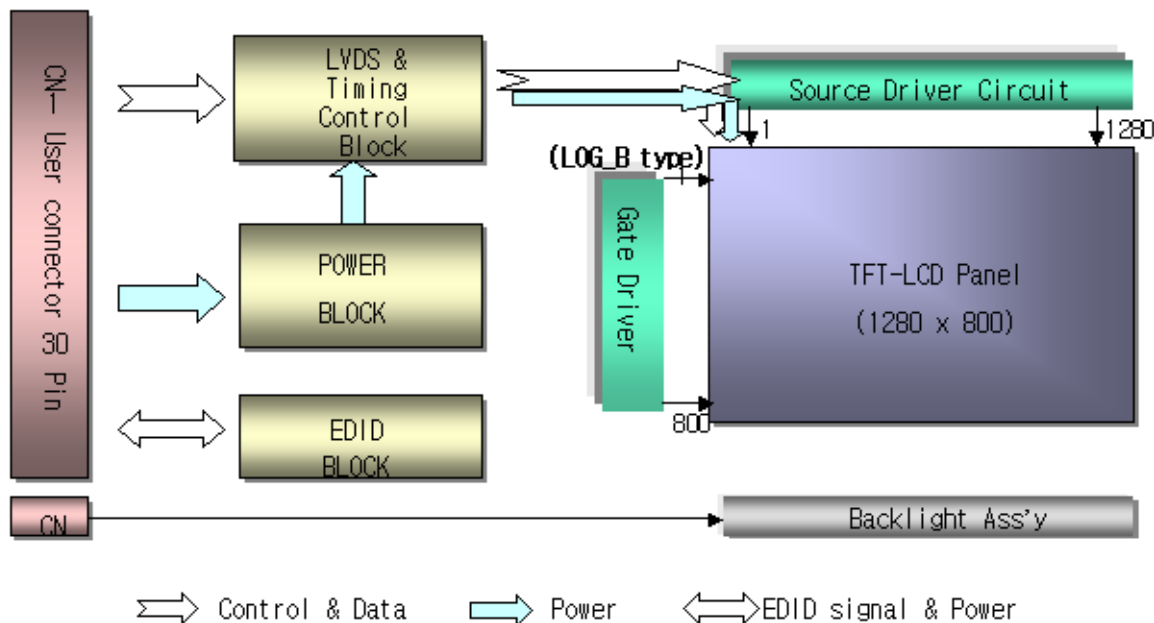 CN— User connector 30 Pin
LVDS &
Timing
Control
Block
Source Driver Circuit
1
1280
(LOG_B type)
Gate Driver
TFT-LCD Panel
(1280 x 800)
800
POWER
BLOCK
EDID
BLOCK
CN
Backlight Ass'y
Control & Data
Power
EDID signal & Power